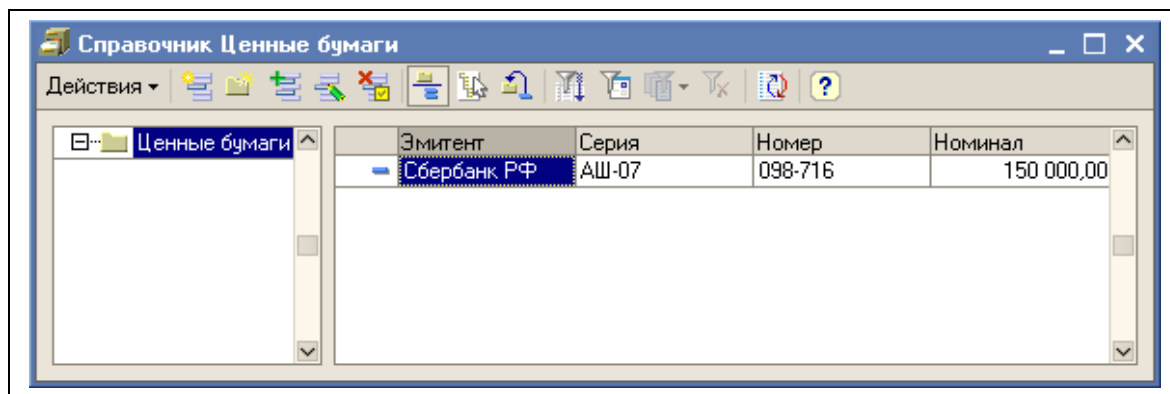 Справочник Ценные бумаги
Действия
?
Ценные бумаги
Эмитент Серия Номер Номинал
Сбербанк РФ АШ-07 098-716 150 000,00